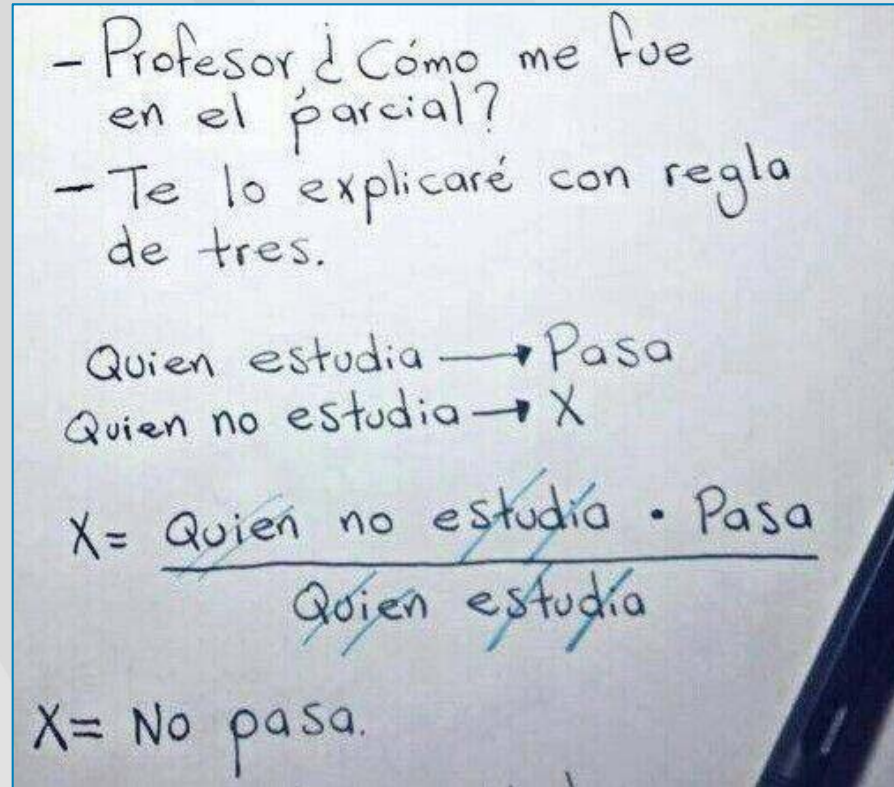 - Profesor ¿Cómo me fue
en el parcial?
- Te lo explicaré con regla
de tres.
Quien estudia → Pasa
Quien no estudia → X
X= Quien no estudia · Pasa
Quien estudia
X= No pasa.